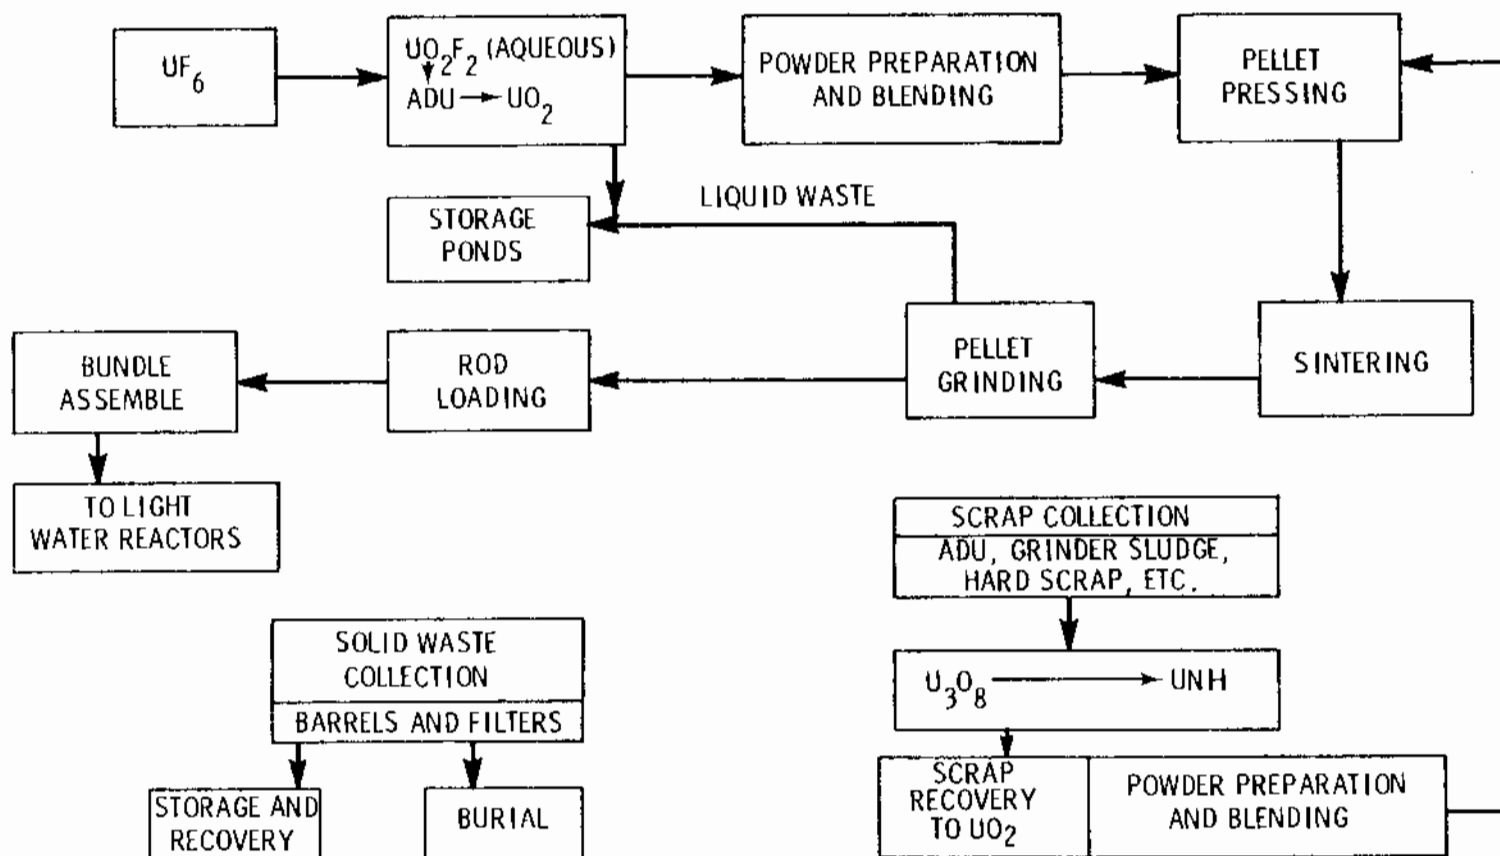 UF6
UO2F2 (AQUEOUS)
ADU → UO2
POWDER PREPARATION
AND BLENDING
PELLET
PRESSING
STORAGE
PONDS
LIQUID WASTE
BUNDLE
ASSEMBLE
ROD
LOADING
PELLET
GRINDING
SINTERING
TO LIGHT
WATER REACTORS
SCRAP COLLECTION
ADU, GRINDER SLUDGE,
HARD SCRAP, ETC.
SOLID WASTE
COLLECTION
BARRELS AND FILTERS
U3O8 → UNH
STORAGE AND
RECOVERY
BURIAL
SCRAP
RECOVERY
TO UO2
POWDER PREPARATION
AND BLENDING